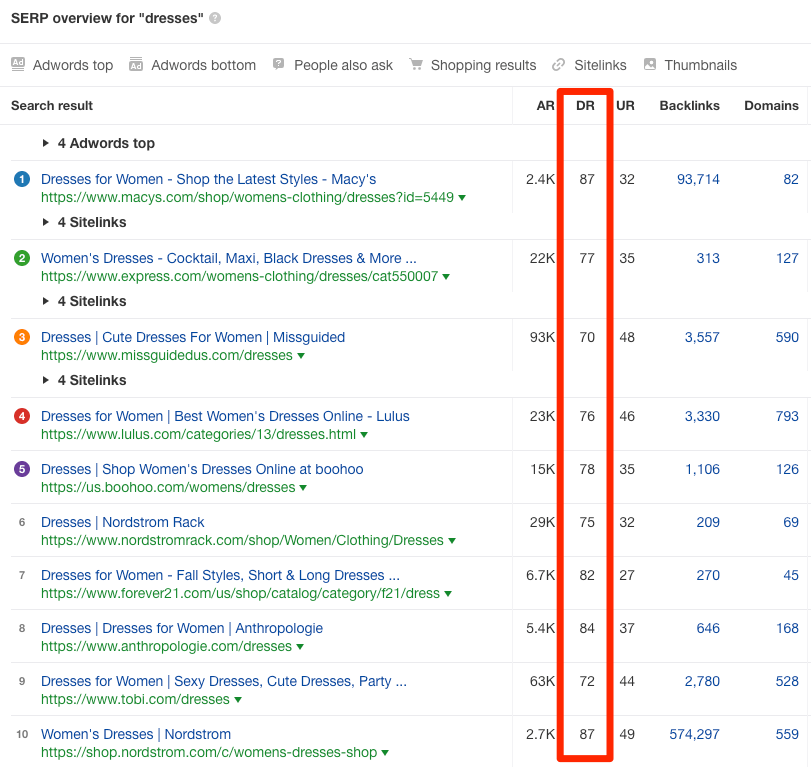 SERP overview for "dresses" ?
Ad Adwords top Ad Adwords bottom ? People also ask Shopping results Sitelinks Thumbnails
Search result AR DR UR Backlinks Domains
4 Adwords top
1 Dresses for Women - Shop the Latest Styles - Macy's 2.4K 87 32 93,714 82
https://www.macys.com/shop/womens-clothing/dresses?id=5449
4 Sitelinks
2 Women's Dresses - Cocktail, Maxi, Black Dresses & More ... 22K 77 35 313 127
https://www.express.com/womens-clothing/dresses/cat550007
4 Sitelinks
3 Dresses | Cute Dresses For Women | Missguided 93K 70 48 3,557 590
https://www.missguidedus.com/dresses
4 Sitelinks
4 Dresses for Women | Best Women's Dresses Online - Lulus 23K 76 46 3,330 793
https://www.lulus.com/categories/13/dresses.html
5 Dresses | Shop Women's Dresses Online at boohoo 15K 78 35 1,106 126
https://us.boohoo.com/womens/dresses
6 Dresses | Nordstrom Rack 29K 75 32 209 69
https://www.nordstromrack.com/shop/Women/Clothing/Dresses
7 Dresses for Women - Fall Styles, Short & Long Dresses ... 6.7K 82 27 270 45
https://www.forever21.com/us/shop/catalog/category/f21/dress
8 Dresses | Dresses for Women | Anthropologie 5.4K 84 37 646 168
https://www.anthropologie.com/dresses
9 Dresses for Women | Sexy Dresses, Cute Dresses, Party ... 63K 72 44 2,780 528
https://www.tobi.com/dresses
10 Women's Dresses | Nordstrom 2.7K 87 49 574,297 559
https://shop.nordstrom.com/c/womens-dresses-shop